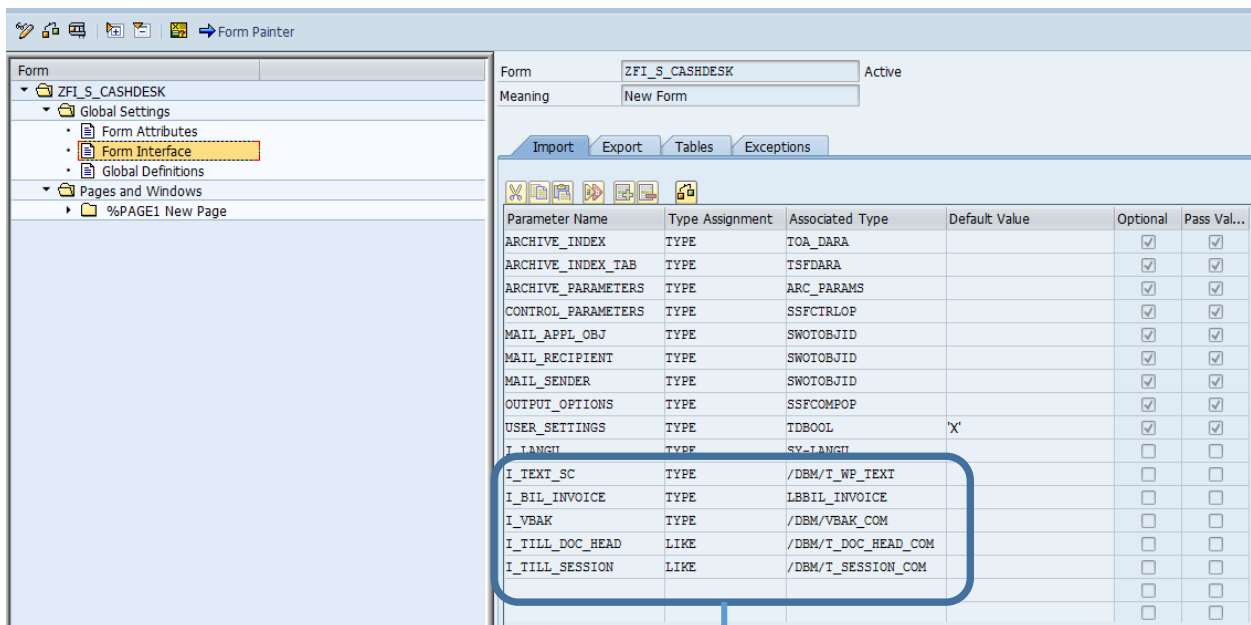 Form Painter
Form
ZFI_S_CASHDESK
Global Settings
Form Attributes
Form Interface
Global Definitions
Pages and Windows
%PAGE1 New Page
Form ZFI_S_CASHDESK Active
Meaning New Form
Import Export Tables Exceptions
Parameter Name Type Assignment Associated Type Default Value Optional Pass Val...
ARCHIVE_INDEX TYPE TOA_DARA
ARCHIVE_INDEX_TAB TYPE TSFDARA
ARCHIVE_PARAMETERS TYPE ARC_PARAMS
CONTROL_PARAMETERS TYPE SSFCTRLOP
MAIL_APPL_OBJ TYPE SWOTOBJID
MAIL_RECIPIENT TYPE SWOTOBJID
MAIL_SENDER TYPE SWOTOBJID
OUTPUT_OPTIONS TYPE SSFCOMPOP
USER_SETTINGS TYPE TDBOOL 'X'
I_LANGU TYPE SY-LANGU
I_TEXT_SC TYPE /DBM/T_WP_TEXT
I_BIL_INVOICE TYPE LBBIL_INVOICE
I_VBAK TYPE /DBM/VBAK_COM
I_TILL_DOC_HEAD LIKE /DBM/T_DOC_HEAD_COM
I_TILL_SESSION LIKE /DBM/T_SESSION_COM